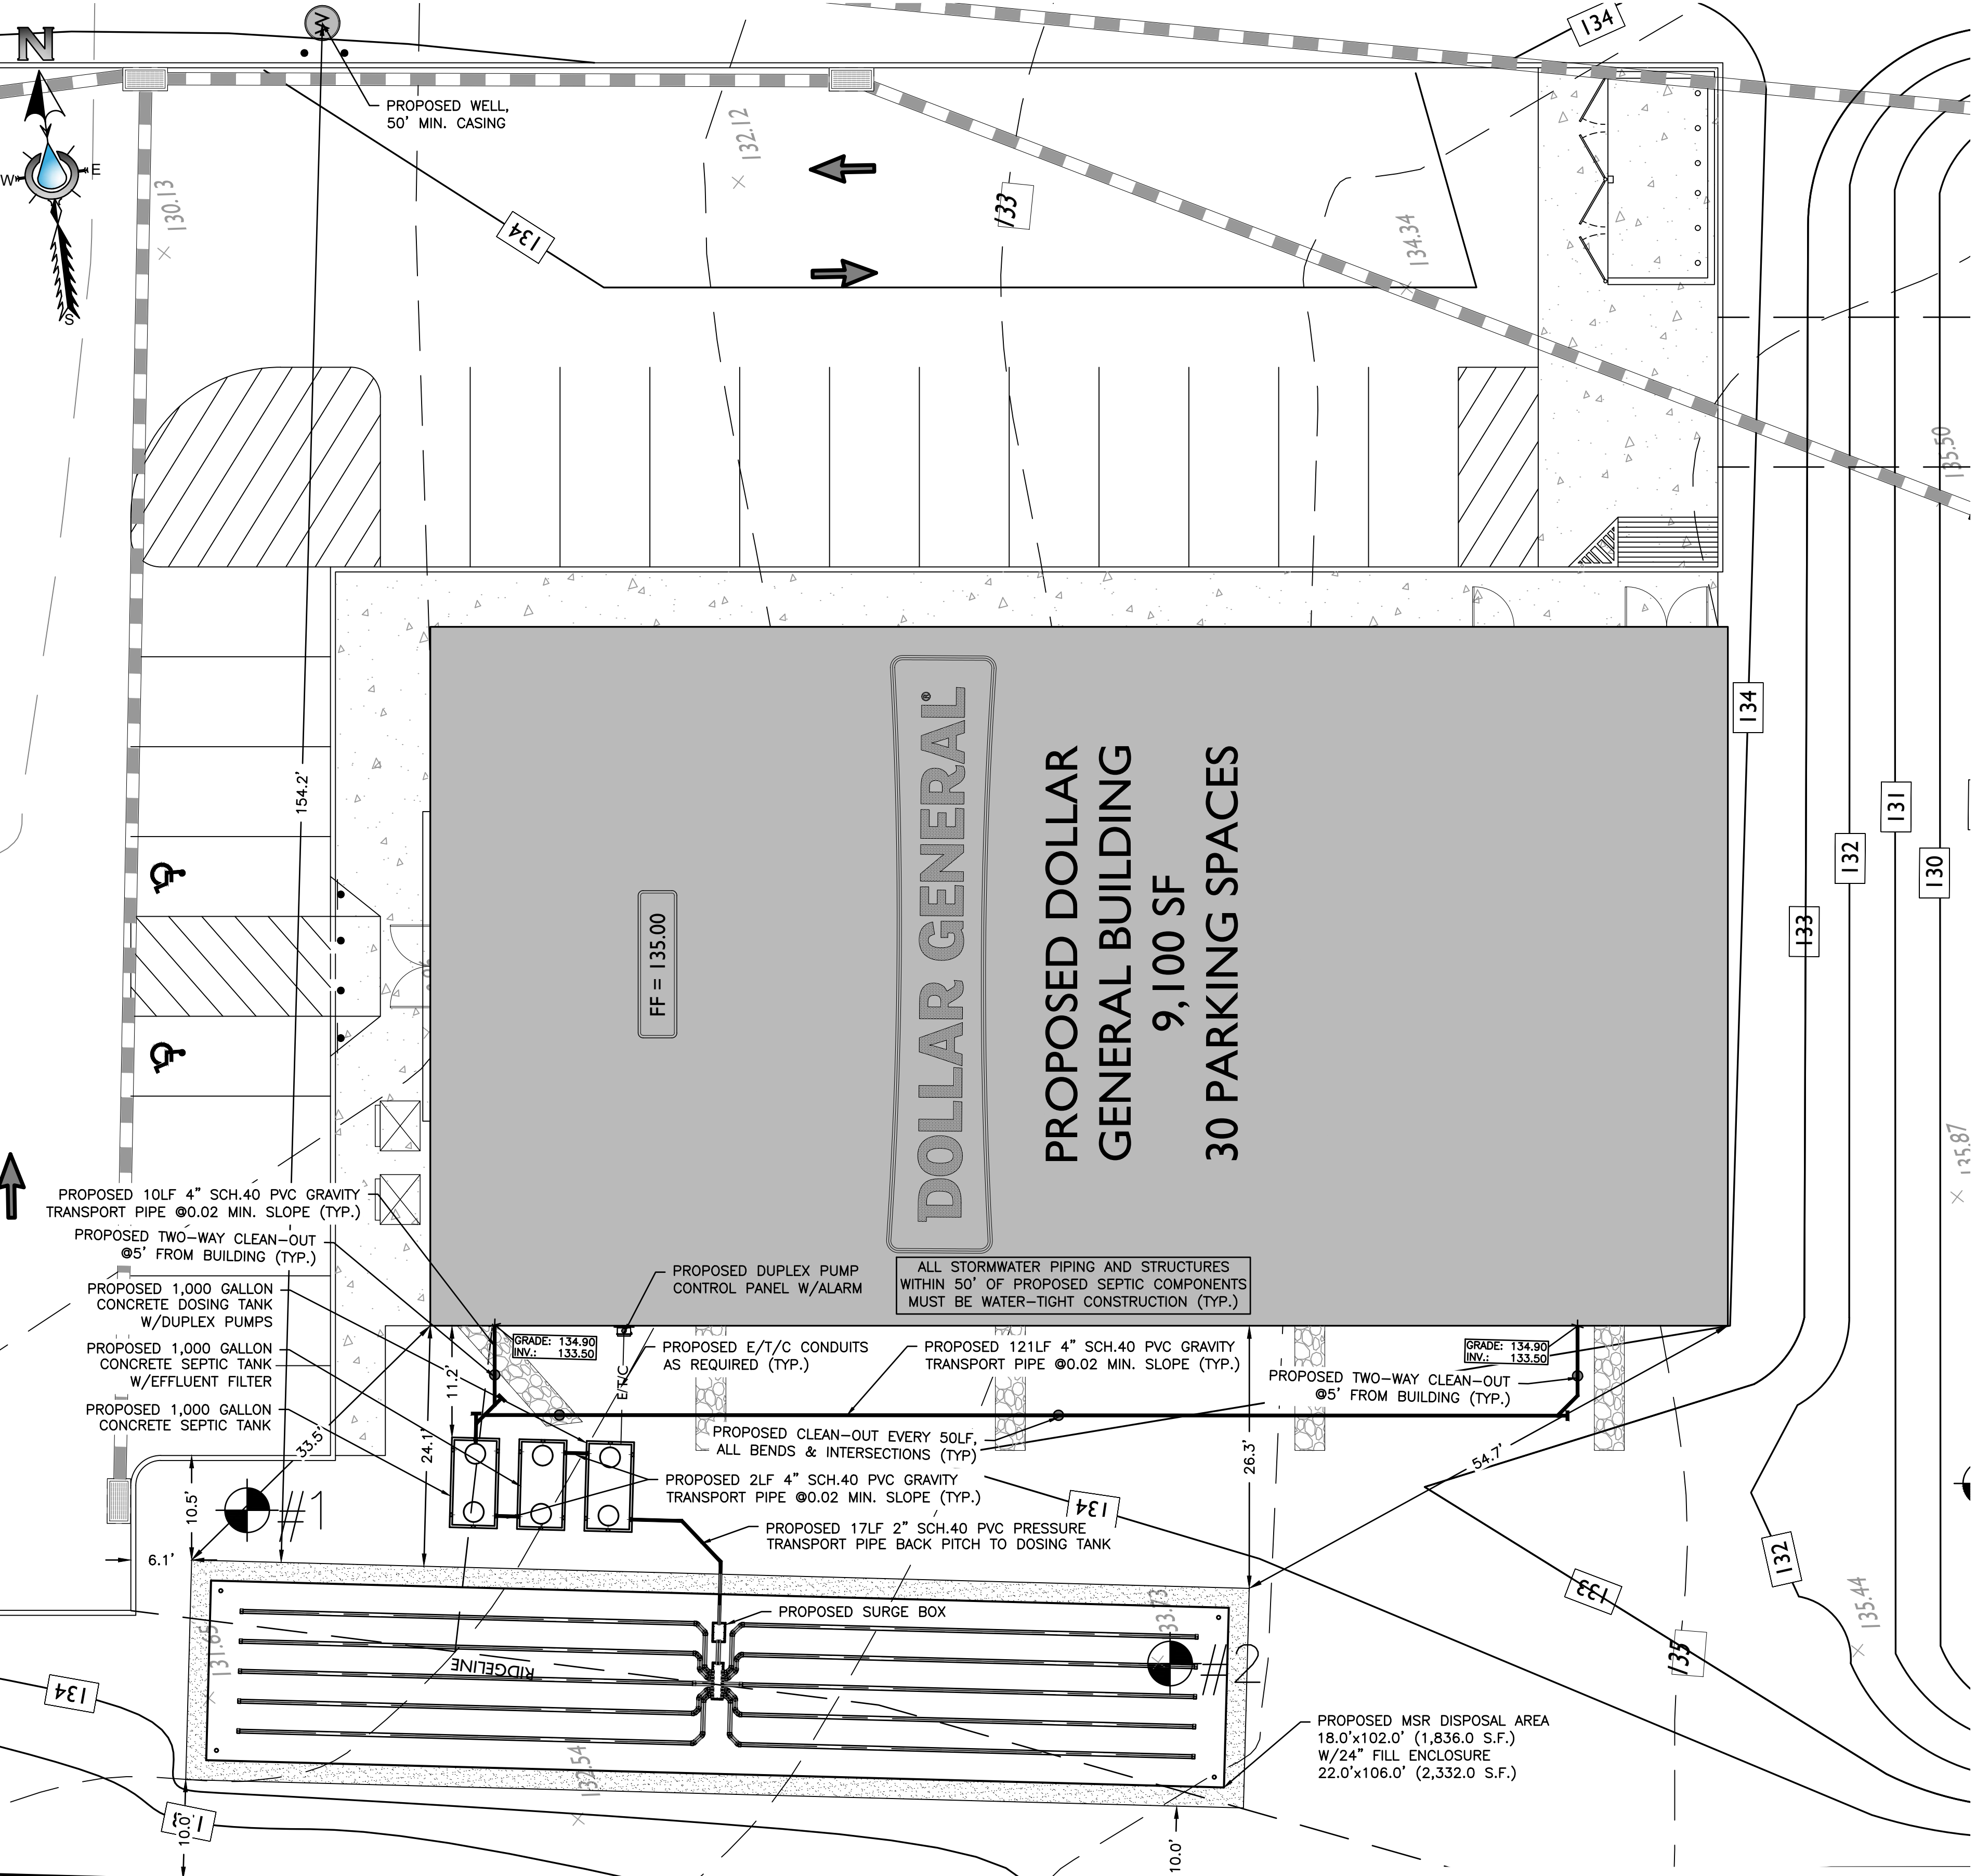 134
N
W
PROPOSED WELL,
50' MIN. CASING
132.12
W
E
130.13
133
134
134.34
S
135.50
134
154.2'
DOLLAR GENERAL®
PROPOSED DOLLAR
GENERAL BUILDING
9,100 SF
30 PARKING SPACES
FF = 135.00
131
132
130
133
135.87
PROPOSED 10LF 4" SCH.40 PVC GRAVITY
TRANSPORT PIPE @0.02 MIN. SLOPE (TYP.)
PROPOSED TWO-WAY CLEAN-OUT
@5' FROM BUILDING (TYP.)
PROPOSED 1,000 GALLON
CONCRETE DOSING TANK
W/DUPLEX PUMPS
PROPOSED 1,000 GALLON
CONCRETE SEPTIC TANK
W/EFFLUENT FILTER
PROPOSED 1,000 GALLON
CONCRETE SEPTIC TANK
PROPOSED DUPLEX PUMP
CONTROL PANEL W/ALARM
ALL STORMWATER PIPING AND STRUCTURES
WITHIN 50' OF PROPOSED SEPTIC COMPONENTS
MUST BE WATER-TIGHT CONSTRUCTION (TYP.)
GRADE: 134.90
INV.: 133.50
PROPOSED E/T/C CONDUITS
AS REQUIRED (TYP.)
E/T/C
PROPOSED 121LF 4" SCH.40 PVC GRAVITY
TRANSPORT PIPE @0.02 MIN. SLOPE (TYP.)
GRADE: 134.90
INV.: 133.50
PROPOSED TWO-WAY CLEAN-OUT
@5' FROM BUILDING (TYP.)
11.2'
33.5'
24.1'
PROPOSED CLEAN-OUT EVERY 50LF,
ALL BENDS & INTERSECTIONS (TYP)
26.3'
54.7'
PROPOSED 2LF 4" SCH.40 PVC GRAVITY
TRANSPORT PIPE @0.02 MIN. SLOPE (TYP.)
134
10.5'
#1
PROPOSED 17LF 2" SCH.40 PVC PRESSURE
TRANSPORT PIPE BACK PITCH TO DOSING TANK
6.1'
132
133
135.44
PROPOSED SURGE BOX
133.73
131.65
RIDGELINE
#2
135
134
PROPOSED MSR DISPOSAL AREA
18.0'x102.0' (1,836.0 S.F.)
W/24" FILL ENCLOSURE
22.0'x106.0' (2,332.0 S.F.)
132.54
10.0'
10.0'